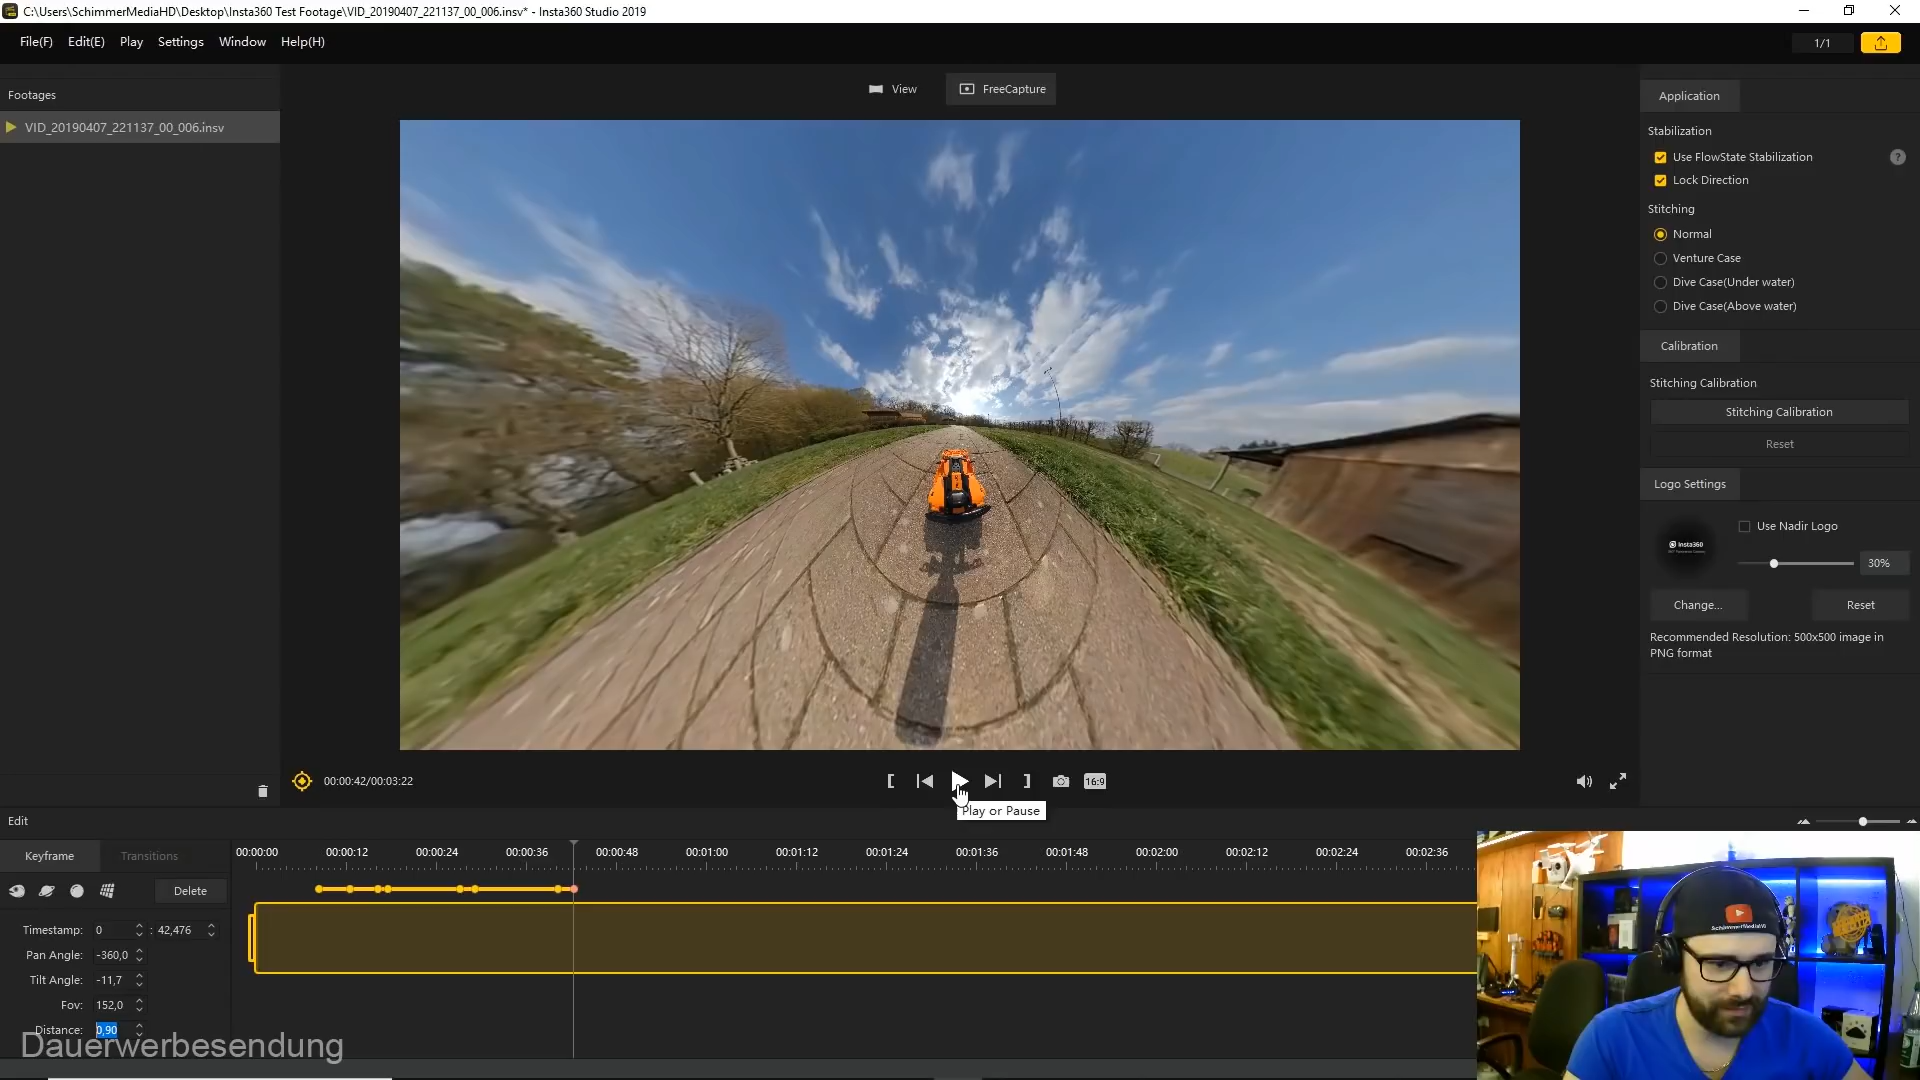 C:\Users\SchimmerMediaHD\Desktop\Insta360 Test Footage\VID_20190407_221137_00_006.insv* - Insta360 Studio 2019
File(F) Edit(E) Play Settings Window Help(H)
1/1
Footages
VID_20190407_221137_00_006.insv
View FreeCapture
Application
Stabilization
Use FlowState Stabilization ?
Lock Direction
Stitching
Normal
Venture Case
Dive Case(Under water)
Dive Case(Above water)
Calibration
Stitching Calibration
Stitching Calibration
Reset
Logo Settings
Use Nadir Logo
Insta360
30%
Change... Reset
Recommended Resolution: 500x500 image in
PNG format
00:00:42/00:03:22
16:9
Play or Pause
Edit
Keyframe Transitions
00:00:00 00:00:12 00:00:24 00:00:36 00:00:48 00:01:00 00:01:12 00:01:24 00:01:36 00:01:48 00:02:00 00:02:12 00:02:24 00:02:36
Delete
Timestamp: 0 : 42,476
Pan Angle: -360,0
Tilt Angle: -11,7
Fov: 152,0
Distance: 0,90
Dauerwerbesendung
SchimmerMediaHD